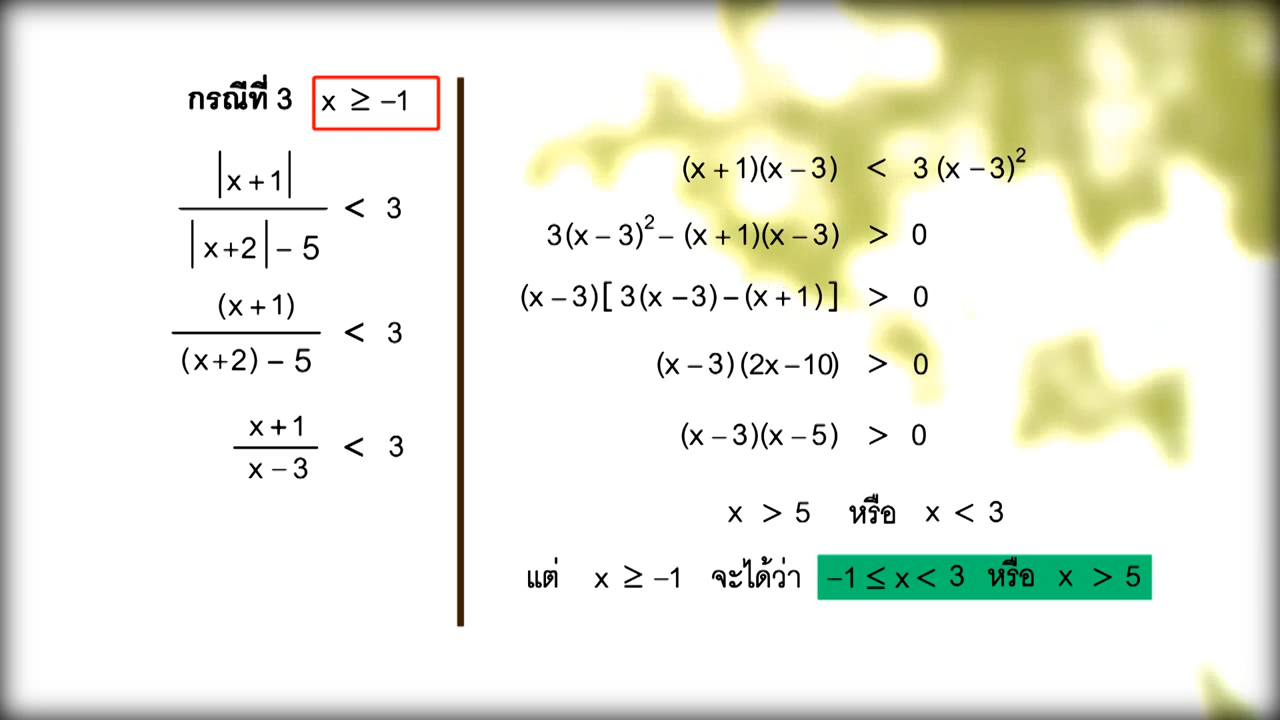 กรณีที่ 3 x ≥ –1
|x + 1| / |x+2| – 5 < 3
(x + 1) / (x+2) – 5 < 3
x + 1 / x – 3 < 3
(x + 1)(x – 3) < 3 (x – 3)²
3(x – 3)² – (x + 1)(x – 3) > 0
(x – 3)[ 3(x – 3) – (x + 1) ] > 0
(x – 3)(2x – 10) > 0
(x – 3)(x – 5) > 0
x > 5 หรือ x < 3
แต่ x ≥ –1 จะได้ว่า –1 ≤ x < 3 หรือ x > 5